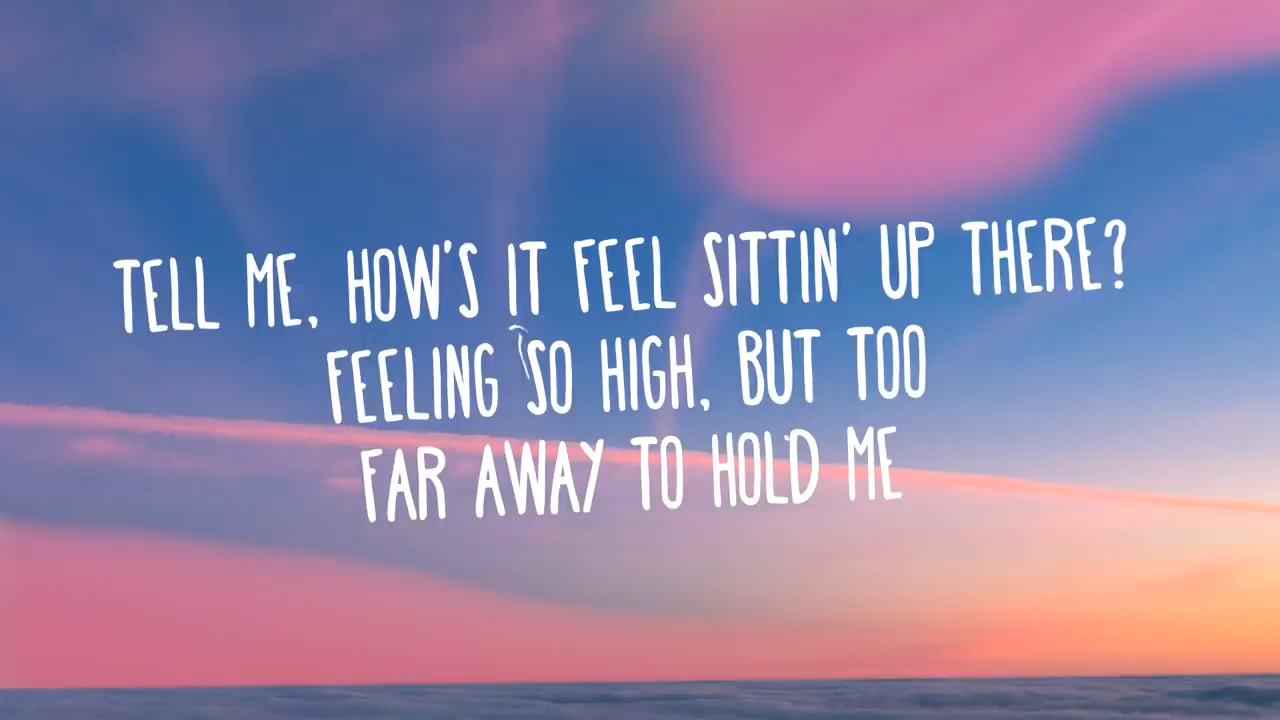 TELL ME, HOW'S IT FEEL SITTIN' UP THERE?
FEELING SO HIGH, BUT TOO
FAR AWAY TO HOLD ME